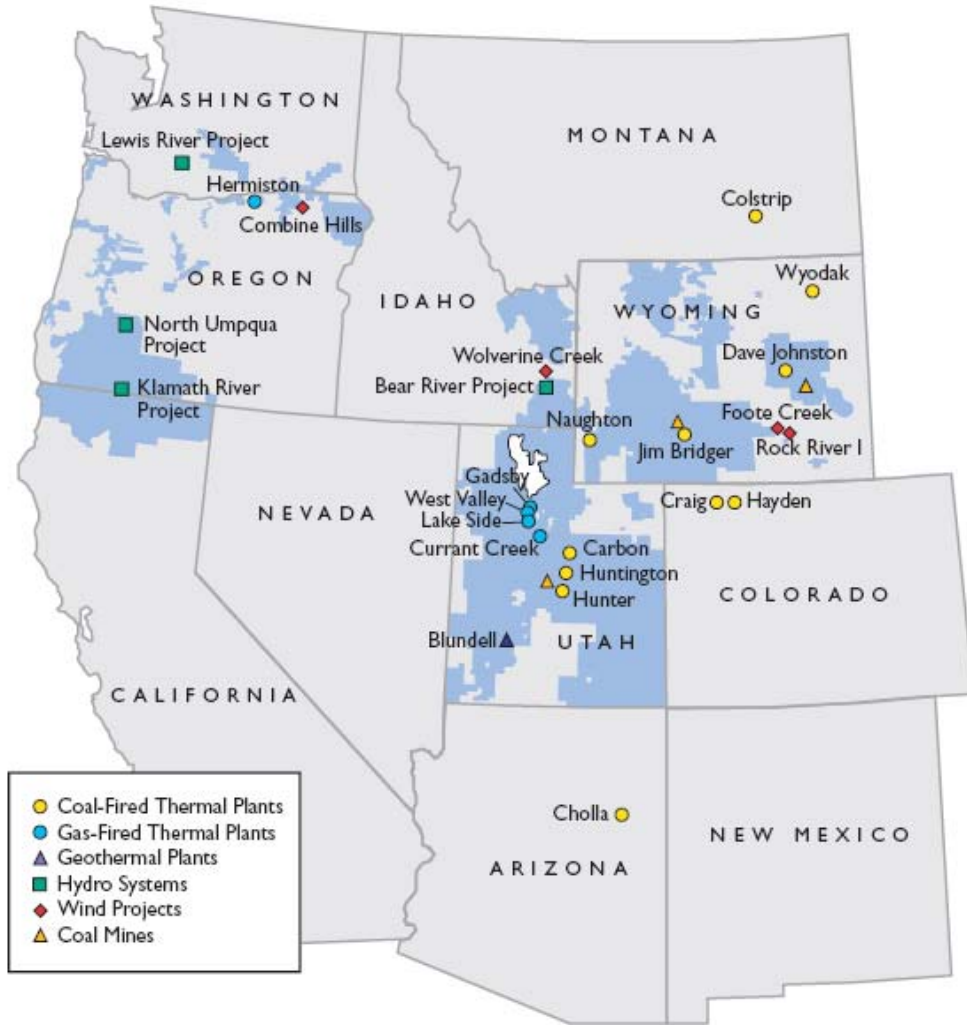 WASHINGTON
Lewis River Project
Hermiston
Combine Hills
OREGON
North Umpqua
Project
Klamath River
Project
MONTANA
Colstrip
IDAHO
Wolverine Creek
Bear River Project
WYOMING
Wyodak
Dave Johnston
Foote Creek
Rock River I
Naughton
Jim Bridger
NEVADA
Gadsby
West Valley
Lake Side
Currant Creek
Carbon
Huntington
Hunter
Blundell
UTAH
Craig
Hayden
COLORADO
CALIFORNIA
Cholla
ARIZONA
NEW MEXICO
Coal-Fired Thermal Plants
Gas-Fired Thermal Plants
Geothermal Plants
Hydro Systems
Wind Projects
Coal Mines